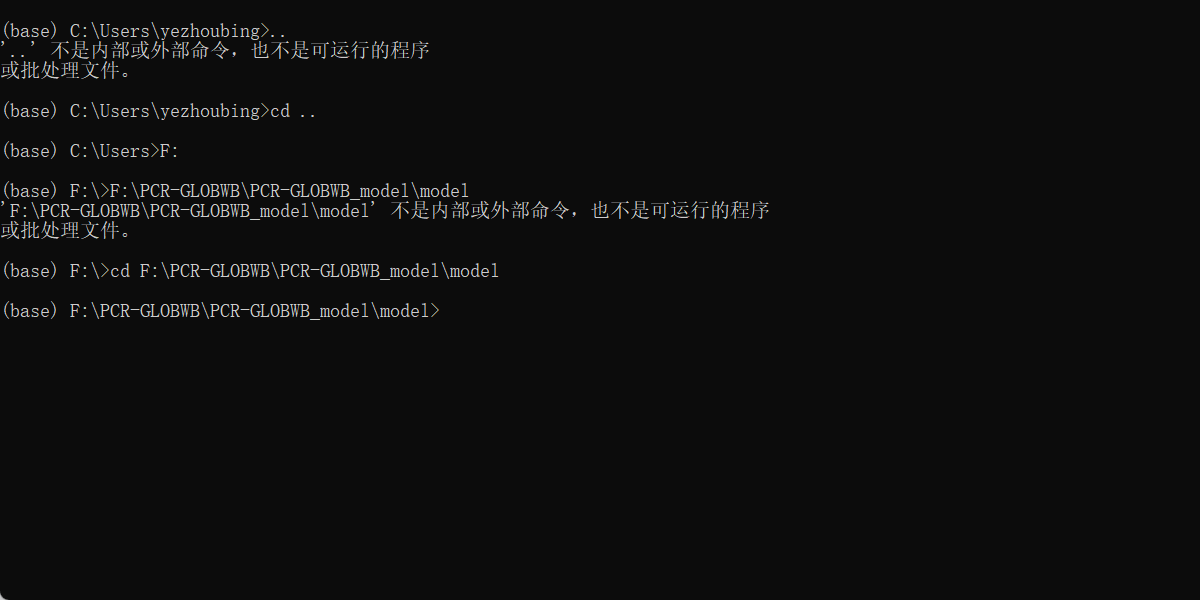 (base) C:\Users\yezhoubing>..
'..' 不是内部或外部命令，也不是可运行的程序
或批处理文件。
(base) C:\Users\yezhoubing>cd ..
(base) C:\Users>F:
(base) F:\>F:\PCR-GLOBWB\PCR-GLOBWB_model\model
'F:\PCR-GLOBWB\PCR-GLOBWB_model\model' 不是内部或外部命令，也不是可运行的程序
或批处理文件。
(base) F:\>cd F:\PCR-GLOBWB\PCR-GLOBWB_model\model
(base) F:\PCR-GLOBWB\PCR-GLOBWB_model\model>